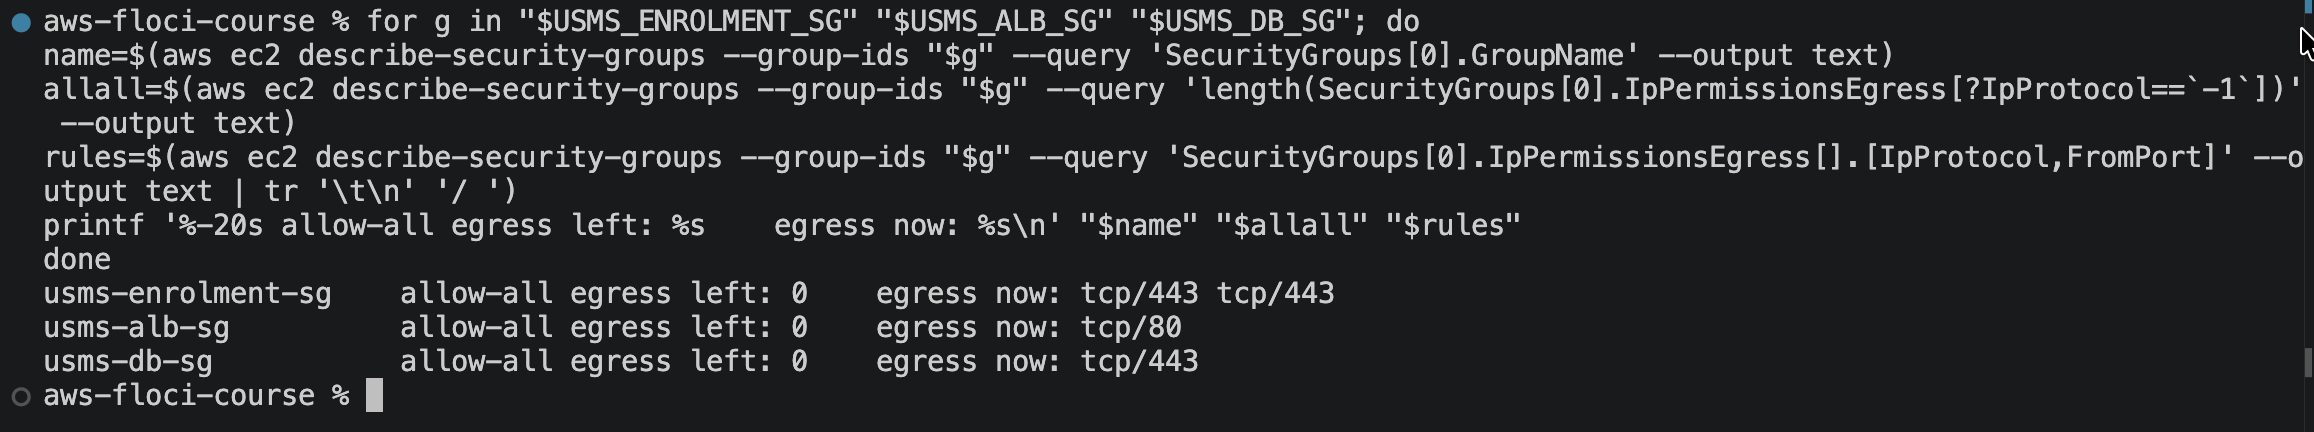 aws-floci-course % for g in "$USMS_ENROLMENT_SG" "$USMS_ALB_SG" "$USMS_DB_SG"; do
name=$(aws ec2 describe-security-groups --group-ids "$g" --query 'SecurityGroups[0].GroupName' --output text)
allall=$(aws ec2 describe-security-groups --group-ids "$g" --query 'length(SecurityGroups[0].IpPermissionsEgress[?IpProtocol==`-1`])'
 --output text)
rules=$(aws ec2 describe-security-groups --group-ids "$g" --query 'SecurityGroups[0].IpPermissionsEgress[].[IpProtocol,FromPort]' --o
utput text | tr '\t\n' '/ ')
printf '%-20s allow-all egress left: %s    egress now: %s\n' "$name" "$allall" "$rules"
done
usms-enrolment-sg    allow-all egress left: 0    egress now: tcp/443 tcp/443
usms-alb-sg          allow-all egress left: 0    egress now: tcp/80
usms-db-sg           allow-all egress left: 0    egress now: tcp/443
aws-floci-course %